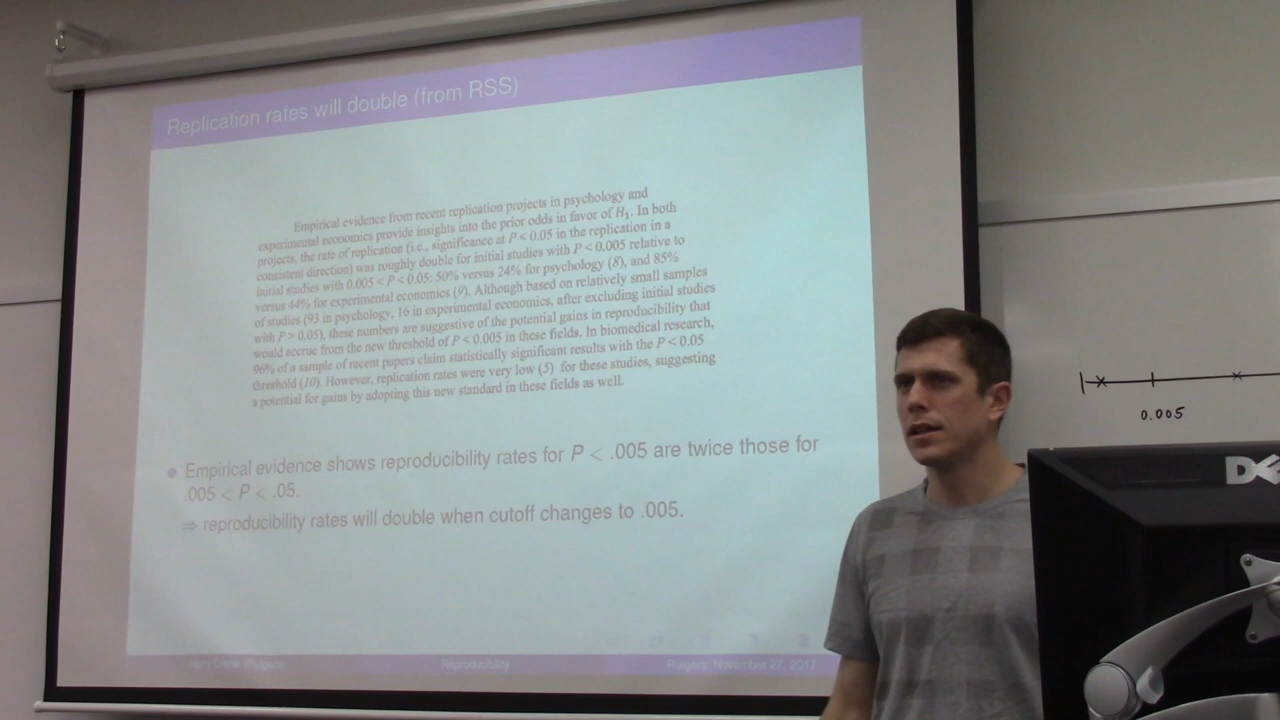 Replication rates will double (from RSS)
Empirical evidence from recent replication projects in psychology and
experimental economics provide insights into the prior odds in favor of H₁. In both
projects, the rate of replication (i.e., significance at P < 0.05 in the replication in a
consistent direction) was roughly double for initial studies with P < 0.005 relative to
initial studies with 0.005 < P < 0.05: 50% versus 24% for psychology (8), and 85%
versus 44% for experimental economics (9). Although based on relatively small samples
of studies (93 in psychology, 16 in experimental economics, after excluding initial studies
with P > 0.05), these numbers are suggestive of the potential gains in reproducibility that
would accrue from the new threshold of P < 0.005 in these fields. In biomedical research,
96% of a sample of recent papers claim statistically significant results with the P < 0.05
threshold (10). However, replication rates were very low (5) for these studies, suggesting
a potential for gains by adopting this new standard in these fields as well.
• Empirical evidence shows reproducibility rates for P < .005 are twice those for
.005 < P < .05.
⇒ reproducibility rates will double when cutoff changes to .005.
Harry (Rutgers) Reproducibility Rutgers: November 27, 2017
0.005
DE